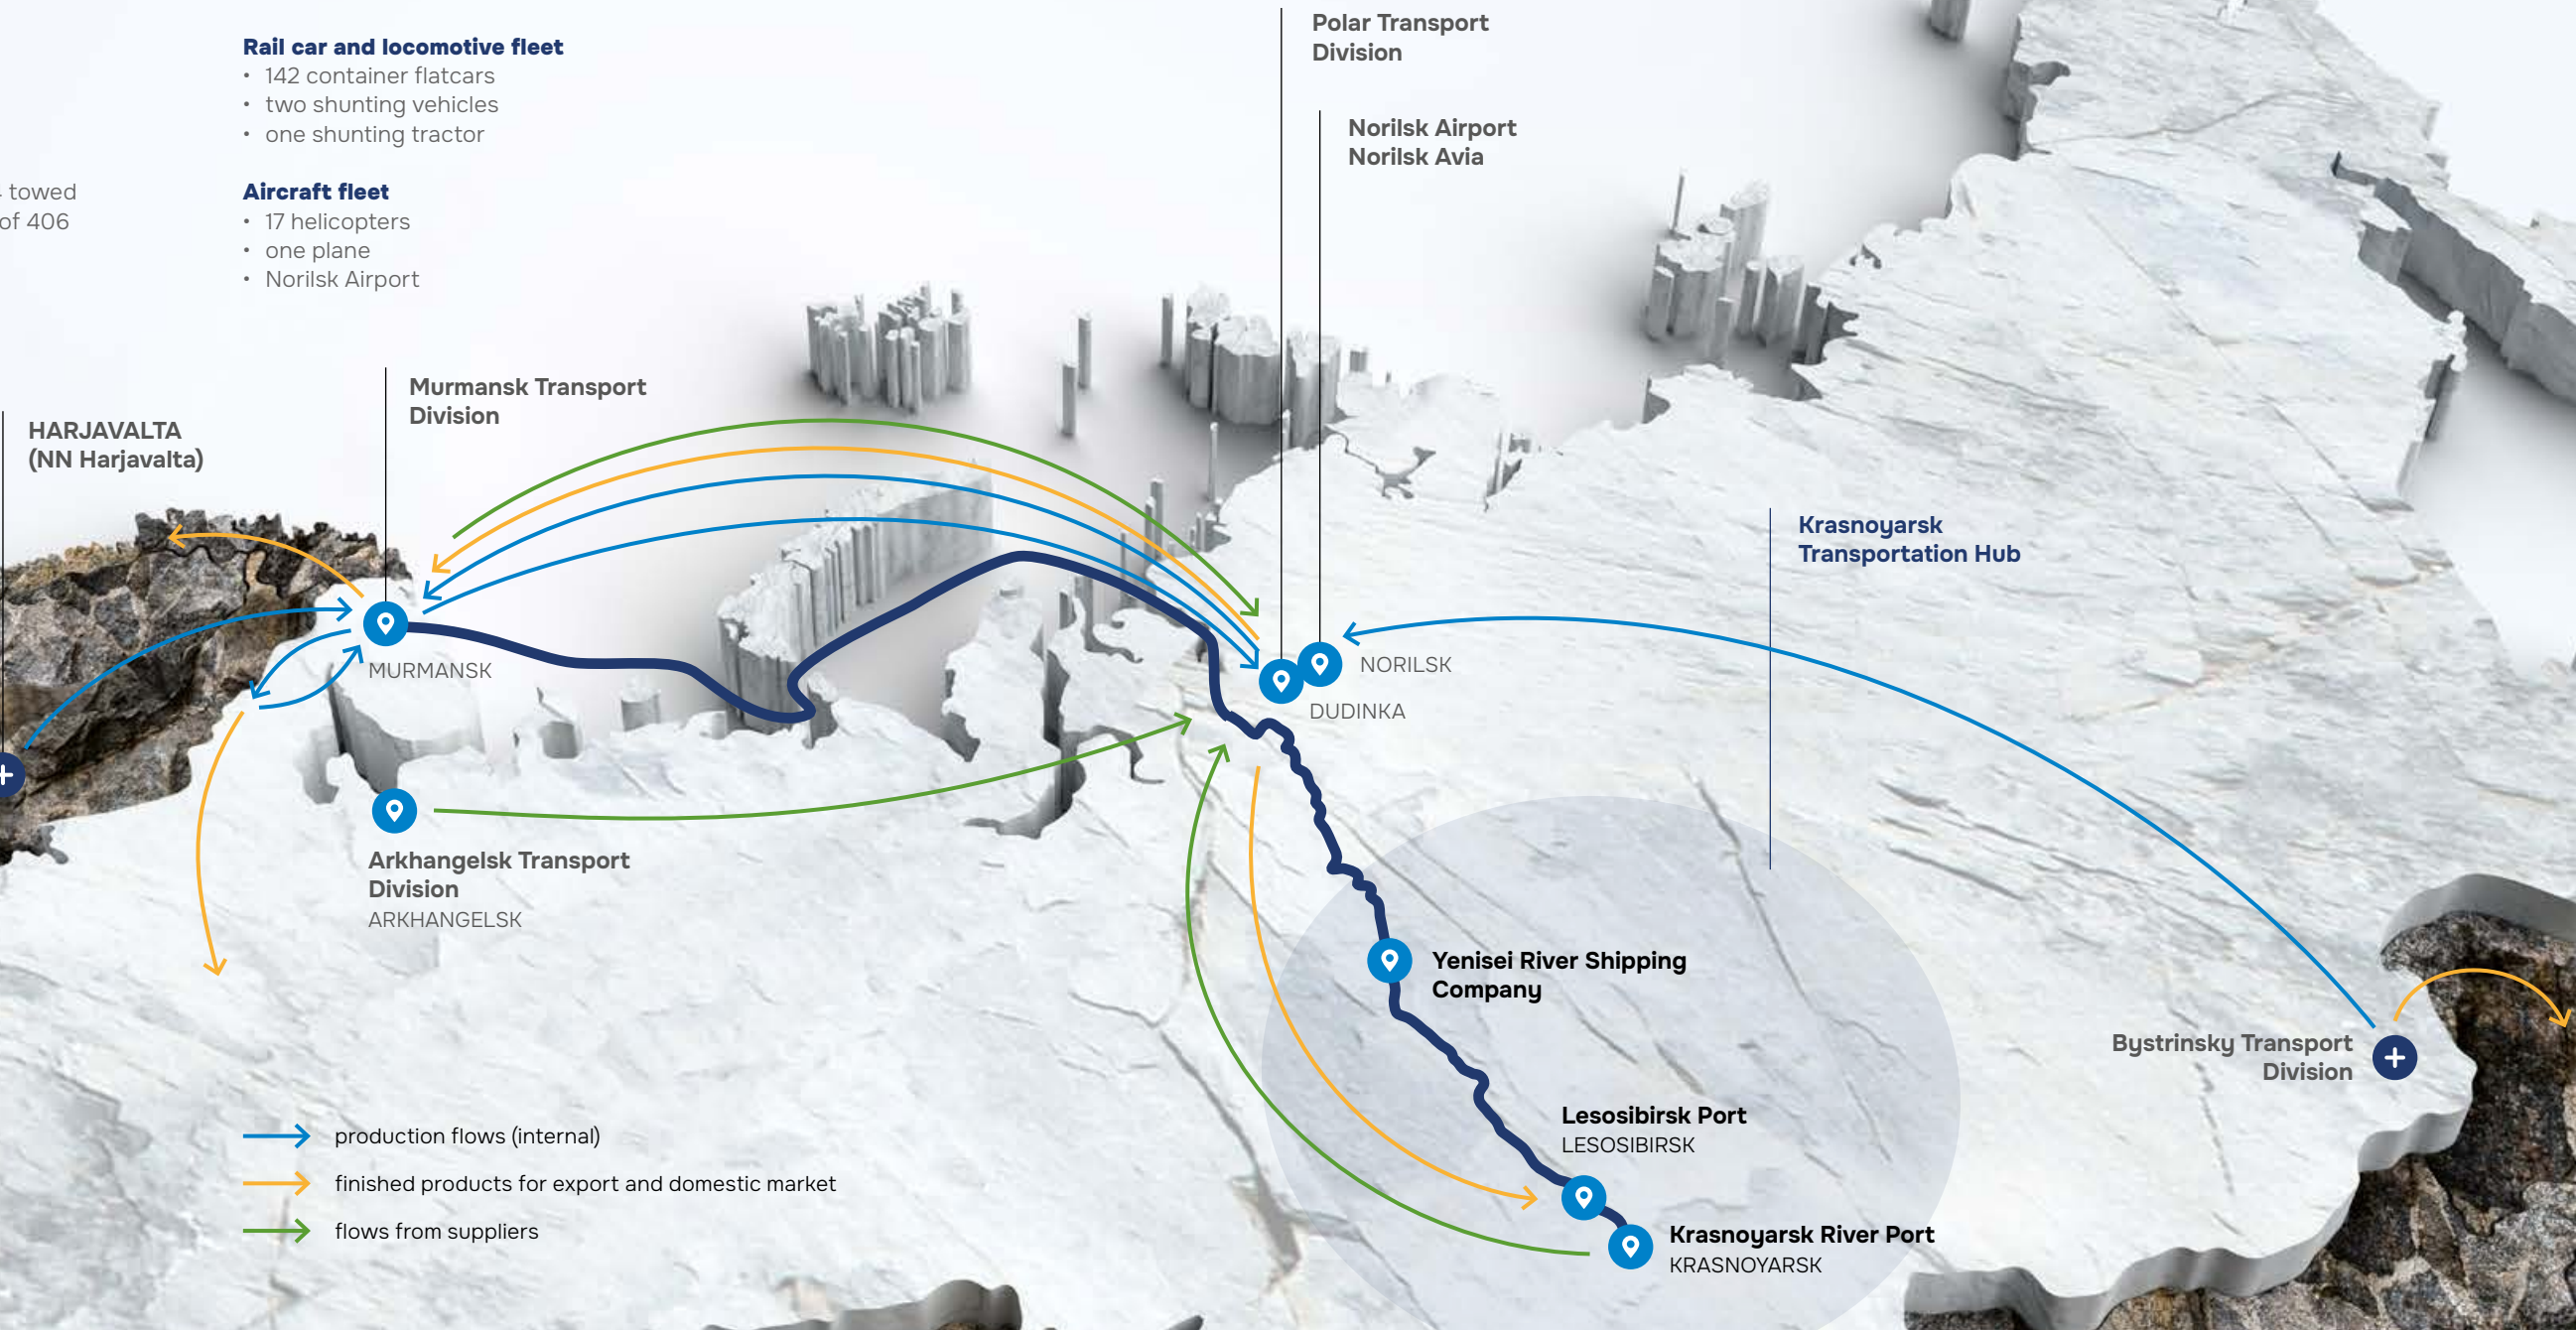 Rail car and locomotive fleet
• 142 container flatcars
• two shunting vehicles
• one shunting tractor
towed
of 406
Aircraft fleet
• 17 helicopters
• one plane
• Norilsk Airport
Polar Transport
Division
Norilsk Airport
Norilsk Avia
Murmansk Transport
Division
HARJAVALTA
(NN Harjavalta)
Krasnoyarsk
Transportation Hub
MURMANSK
NORILSK
DUDINKA
Arkhangelsk Transport
Division
ARKHANGELSK
Yenisei River Shipping
Company
Bystrinsky Transport
Division
Lesosibirsk Port
LESOSIBIRSK
Krasnoyarsk River Port
KRASNOYARSK
production flows (internal)
finished products for export and domestic market
flows from suppliers